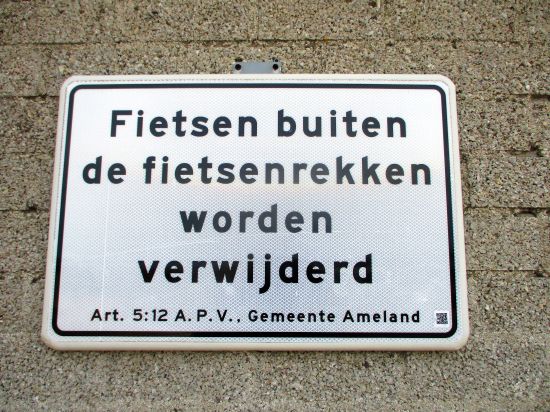 Fietsen buiten
de fietsenrekken
worden
verwijderd
Art. 5:12 A.P.V., Gemeente Ameland